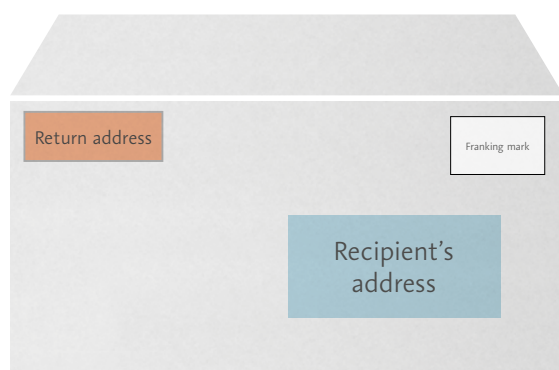 Return address
Franking mark
Recipient's
address